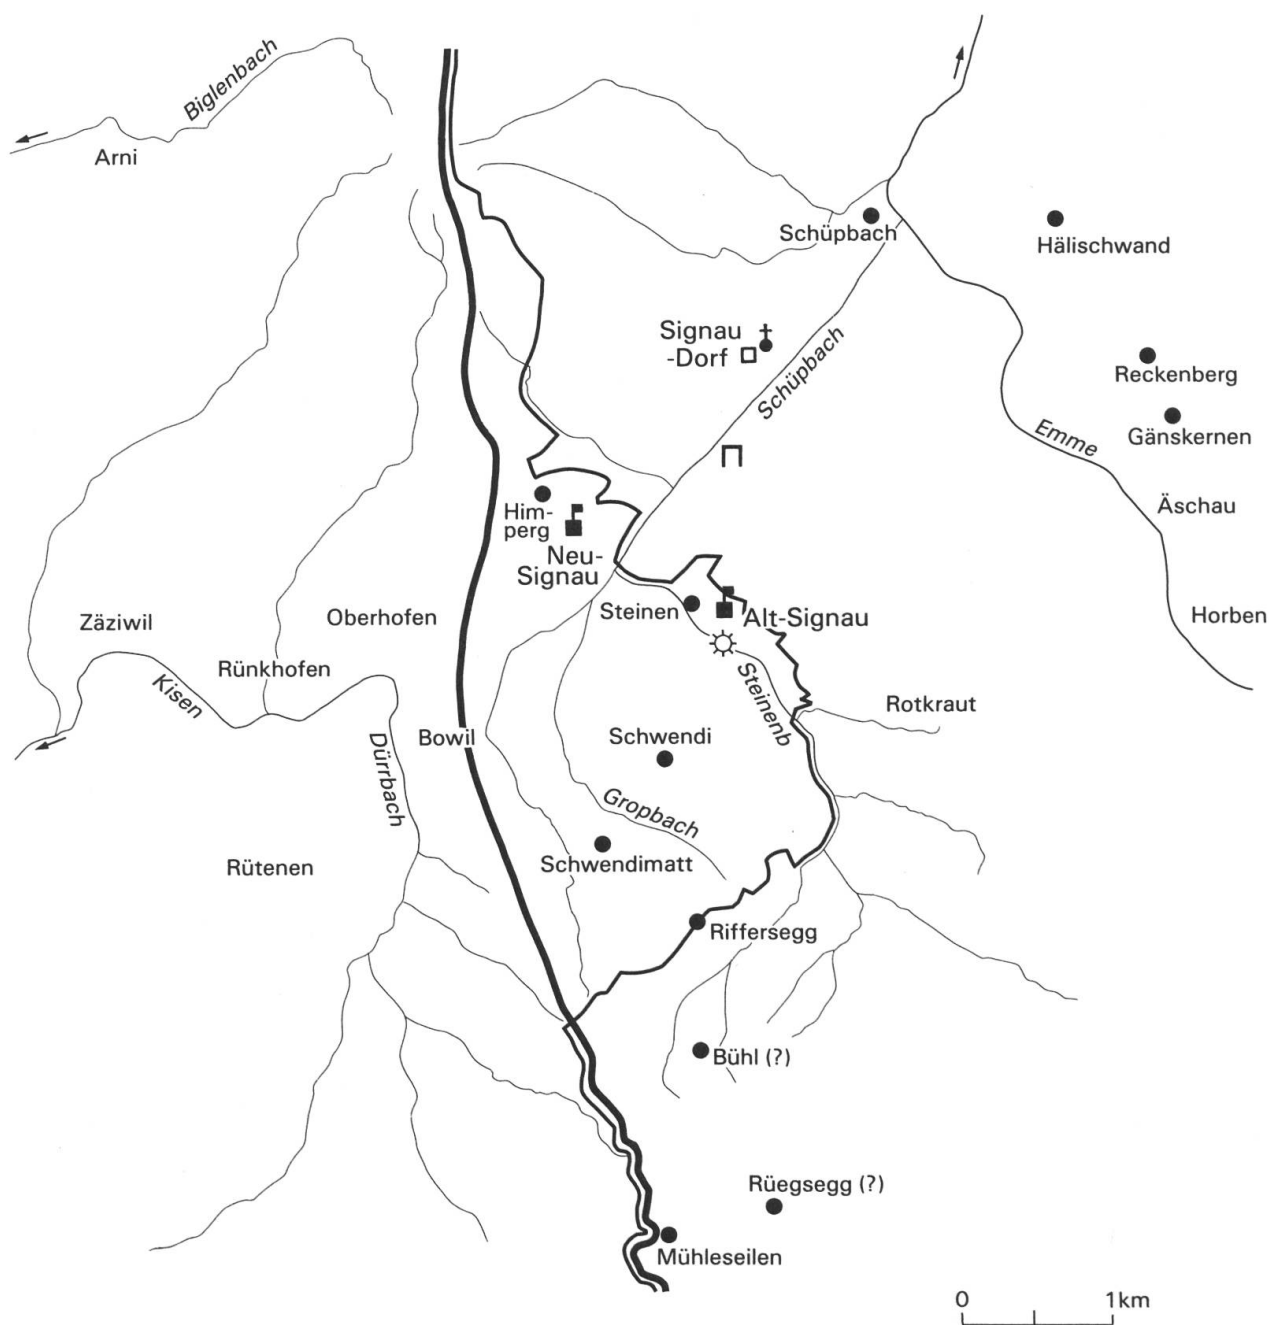 Biglenbach
Arni
Schüpbach
Hälischwand
Signau
-Dorf
Schüpbach
Reckenberg
Gänskernen
Emme
Äschau
Him-
perg
Neu-
Signau
Steinen
Alt-Signau
Horben
Zäziwil
Oberhofen
Rünkhofen
Kisen
Steinenb
Rotkraut
Bowil
Dürrbach
Schwendi
Gropbach
Schwendimatt
Rütenen
Riffersegg
Bühl (?)
Rüegsegg (?)
Mühleseilen
0 1km